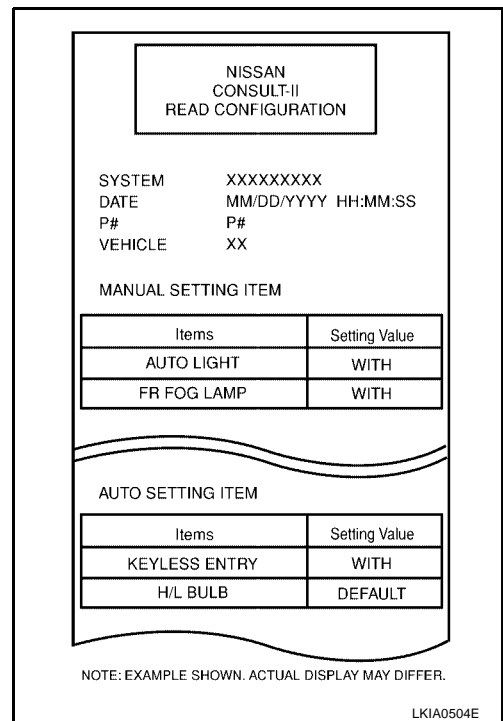 NISSAN
CONSULT-II
READ CONFIGURATION
SYSTEM XXXXXXXXX
DATE MM/DD/YYYY HH:MM:SS
P# P#
VEHICLE XX
MANUAL SETTING ITEM
Items Setting Value
AUTO LIGHT WITH
FR FOG LAMP WITH
AUTO SETTING ITEM
Items Setting Value
KEYLESS ENTRY WITH
H/L BULB DEFAULT
NOTE: EXAMPLE SHOWN. ACTUAL DISPLAY MAY DIFFER.
LKIA0504E